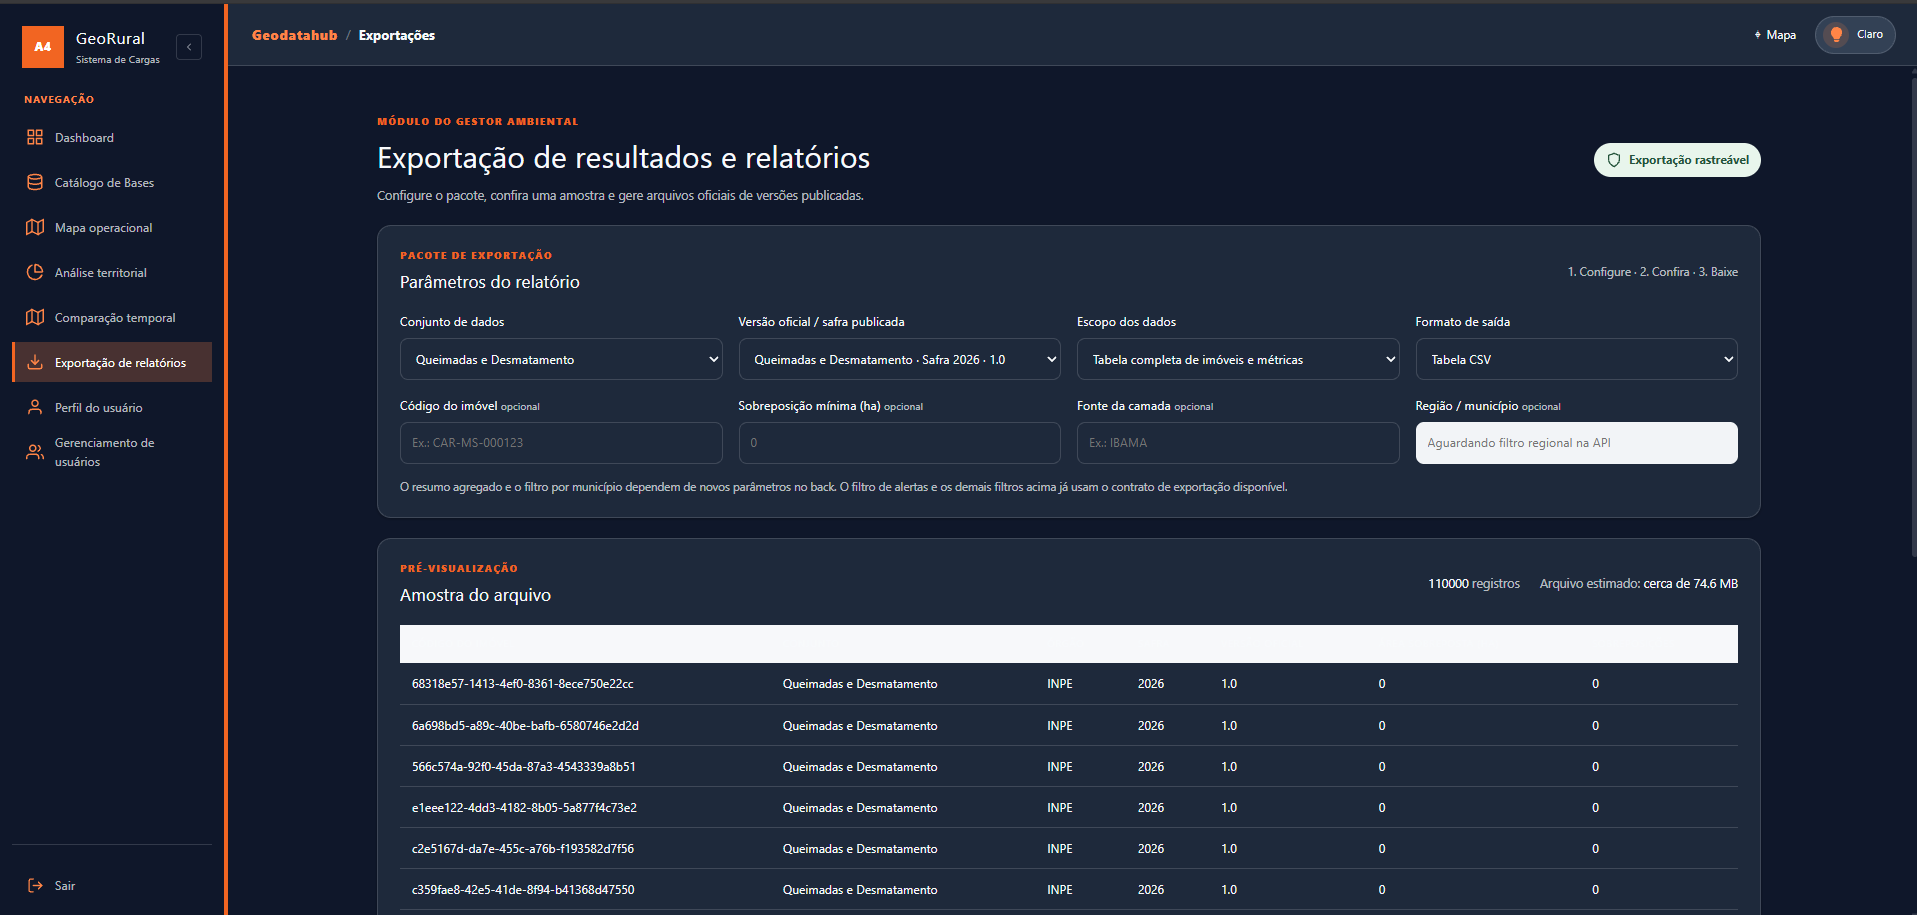 A4
GeoRural
Sistema de Cargas
NAVEGAÇÃO
Dashboard
Catálogo de Bases
Mapa operacional
Análise territorial
Comparação temporal
Exportação de relatórios
Perfil do usuário
Gerenciamento de
usuários
Sair
Geodatahub / Exportações
Mapa
Claro
MÓDULO DO GESTOR AMBIENTAL
Exportação de resultados e relatórios
Configure o pacote, confira uma amostra e gere arquivos oficiais de versões publicadas.
Exportação rastreável
PACOTE DE EXPORTAÇÃO
Parâmetros do relatório
1. Configure · 2. Confira · 3. Baixe
Conjunto de dados
Queimadas e Desmatamento
Versão oficial / safra publicada
Queimadas e Desmatamento · Safra 2026 · 1.0
Escopo dos dados
Tabela completa de imóveis e métricas
Formato de saída
Tabela CSV
Código do imóvel opcional
Ex.: CAR-MS-000123
Sobreposição mínima (ha) opcional
0
Fonte da camada opcional
Ex.: IBAMA
Região / município opcional
Aguardando filtro regional na API
O resumo agregado e o filtro por município dependem de novos parâmetros no back. O filtro de alertas e os demais filtros acima já usam o contrato de exportação disponível.
PRÉ-VISUALIZAÇÃO
Amostra do arquivo
110000 registros Arquivo estimado: cerca de 74.6 MB
68318e57-1413-4ef0-8361-8ece750e22cc Queimadas e Desmatamento INPE 2026 1.0 0 0
6a698bd5-a89c-40be-bafb-6580746e2d2d Queimadas e Desmatamento INPE 2026 1.0 0 0
566c574a-92f0-45da-87a3-4543339a8b51 Queimadas e Desmatamento INPE 2026 1.0 0 0
e1eee122-4dd3-4182-8b05-5a877f4c73e2 Queimadas e Desmatamento INPE 2026 1.0 0 0
c2e5167d-da7e-455c-a76b-f193582d7f56 Queimadas e Desmatamento INPE 2026 1.0 0 0
c359fae8-42e5-41de-8f94-b41368d47550 Queimadas e Desmatamento INPE 2026 1.0 0 0